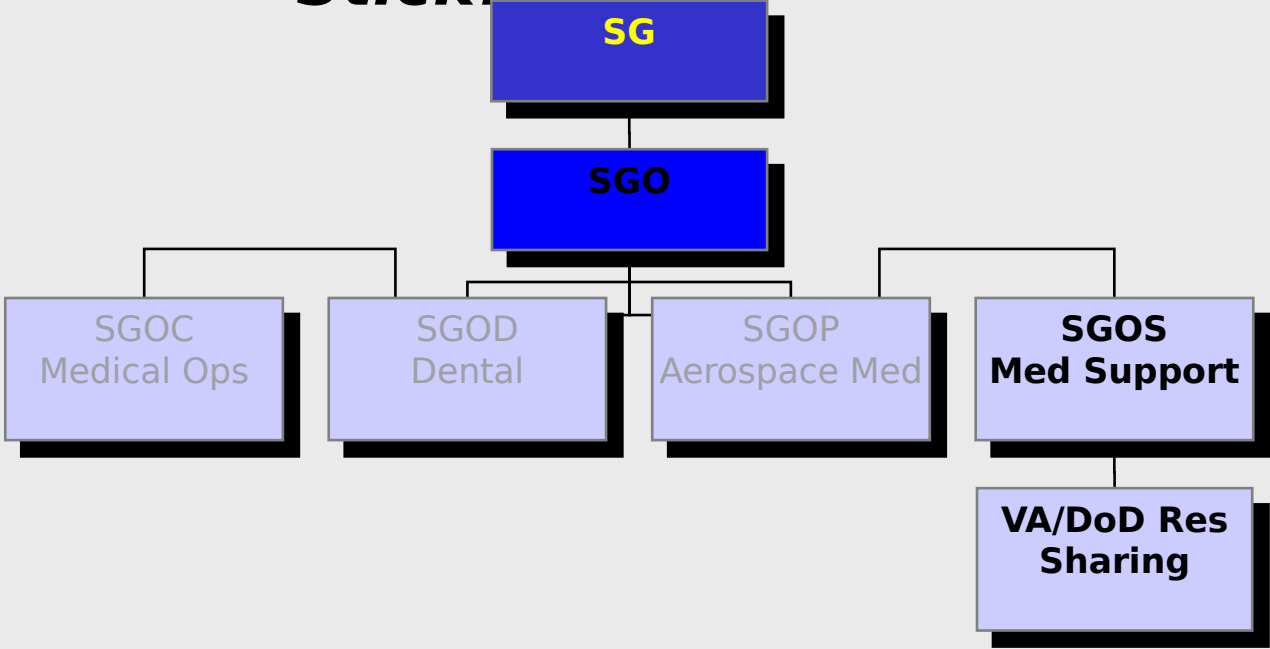 SG
SGO
SGOC
Medical Ops
SGOD
Dental
SGOP
Aerospace Med
SGOS
Med Support
VA/DoD Res
Sharing